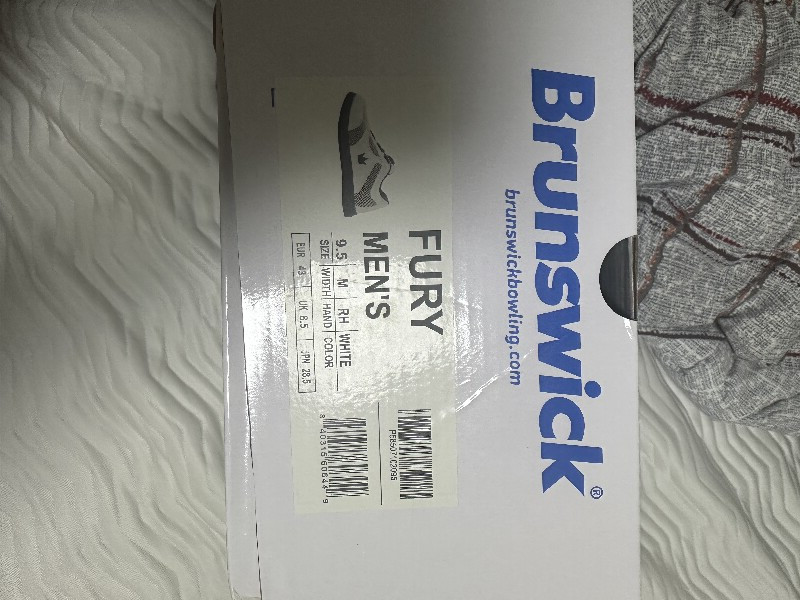 Brunswick®
brunswickbowling.com
FURY
MEN'S
9.5 M RH WHITE
SIZE WIDTH HAND COLOR
EUR 43 UK 8.5 JPN 28.5